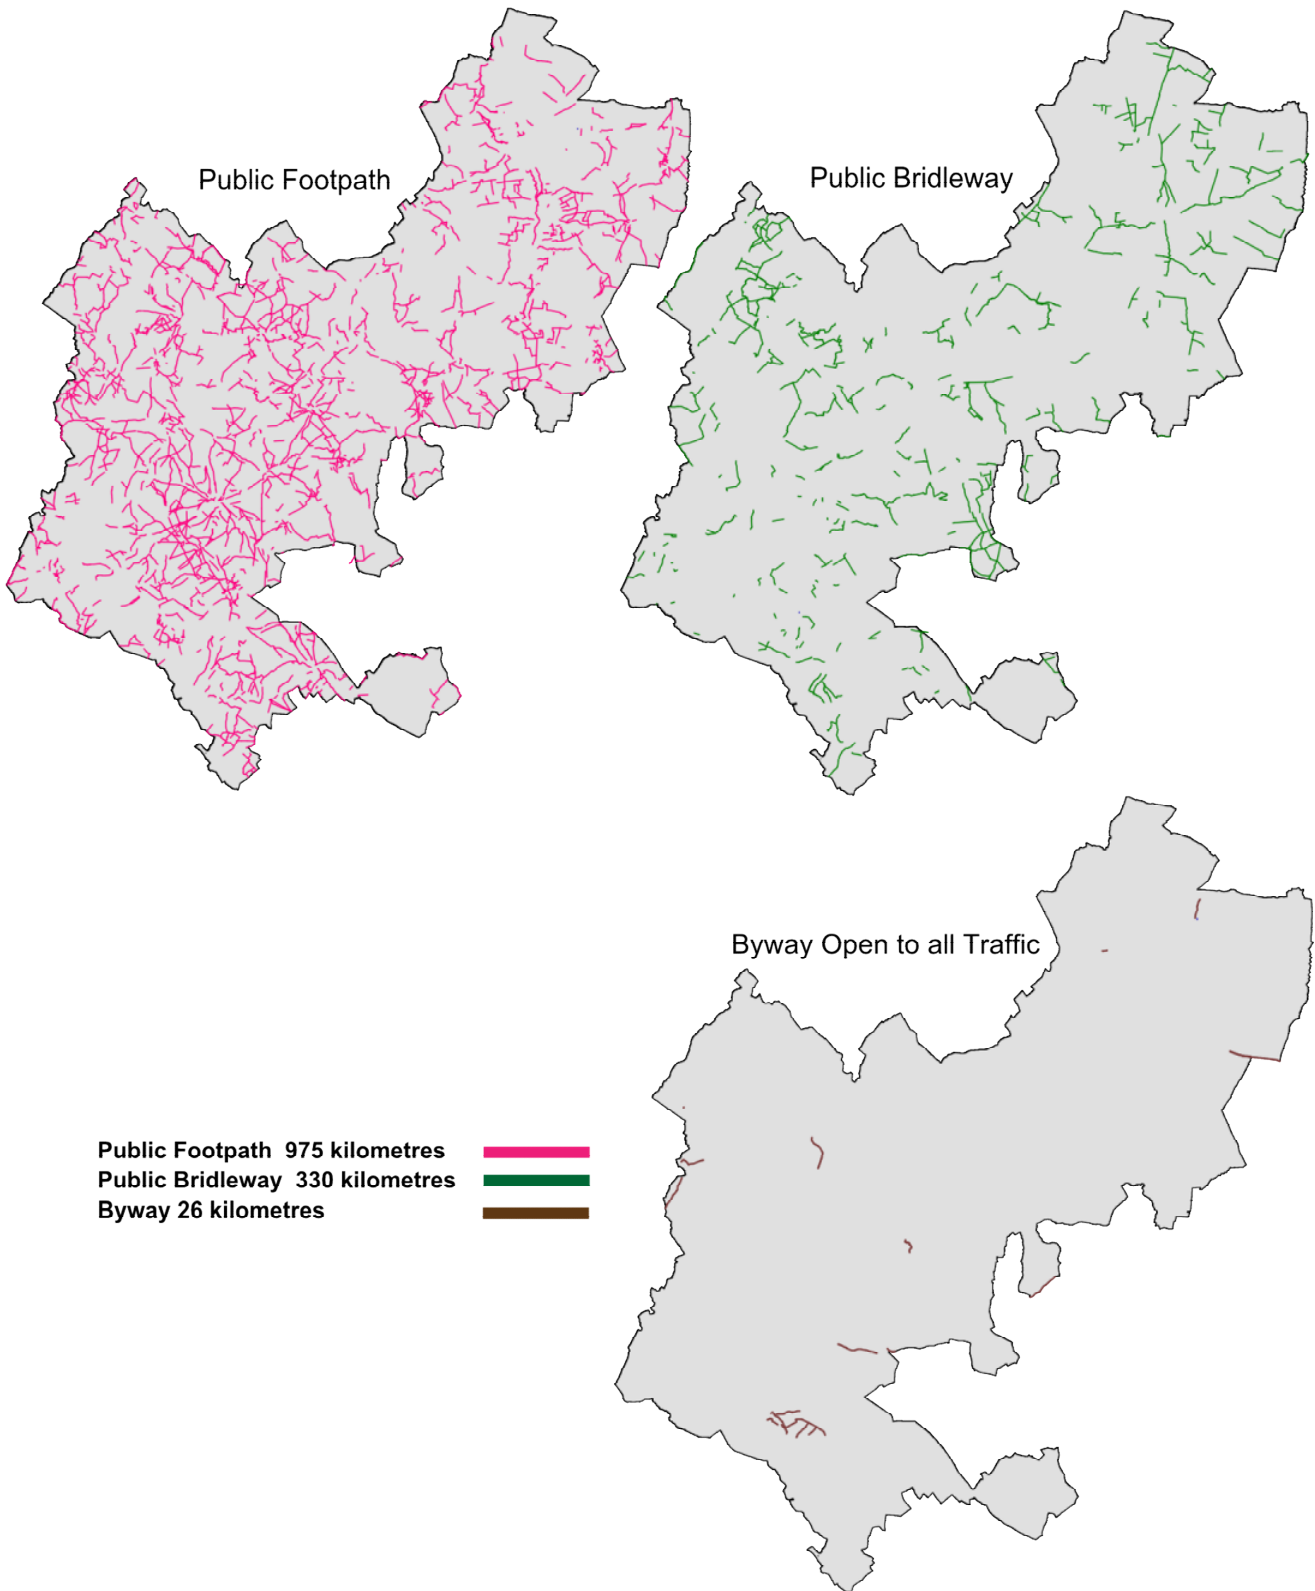 Public Footpath
Public Bridleway
Byway Open to all Traffic
Public Footpath 975 kilometres
Public Bridleway 330 kilometres
Byway 26 kilometres